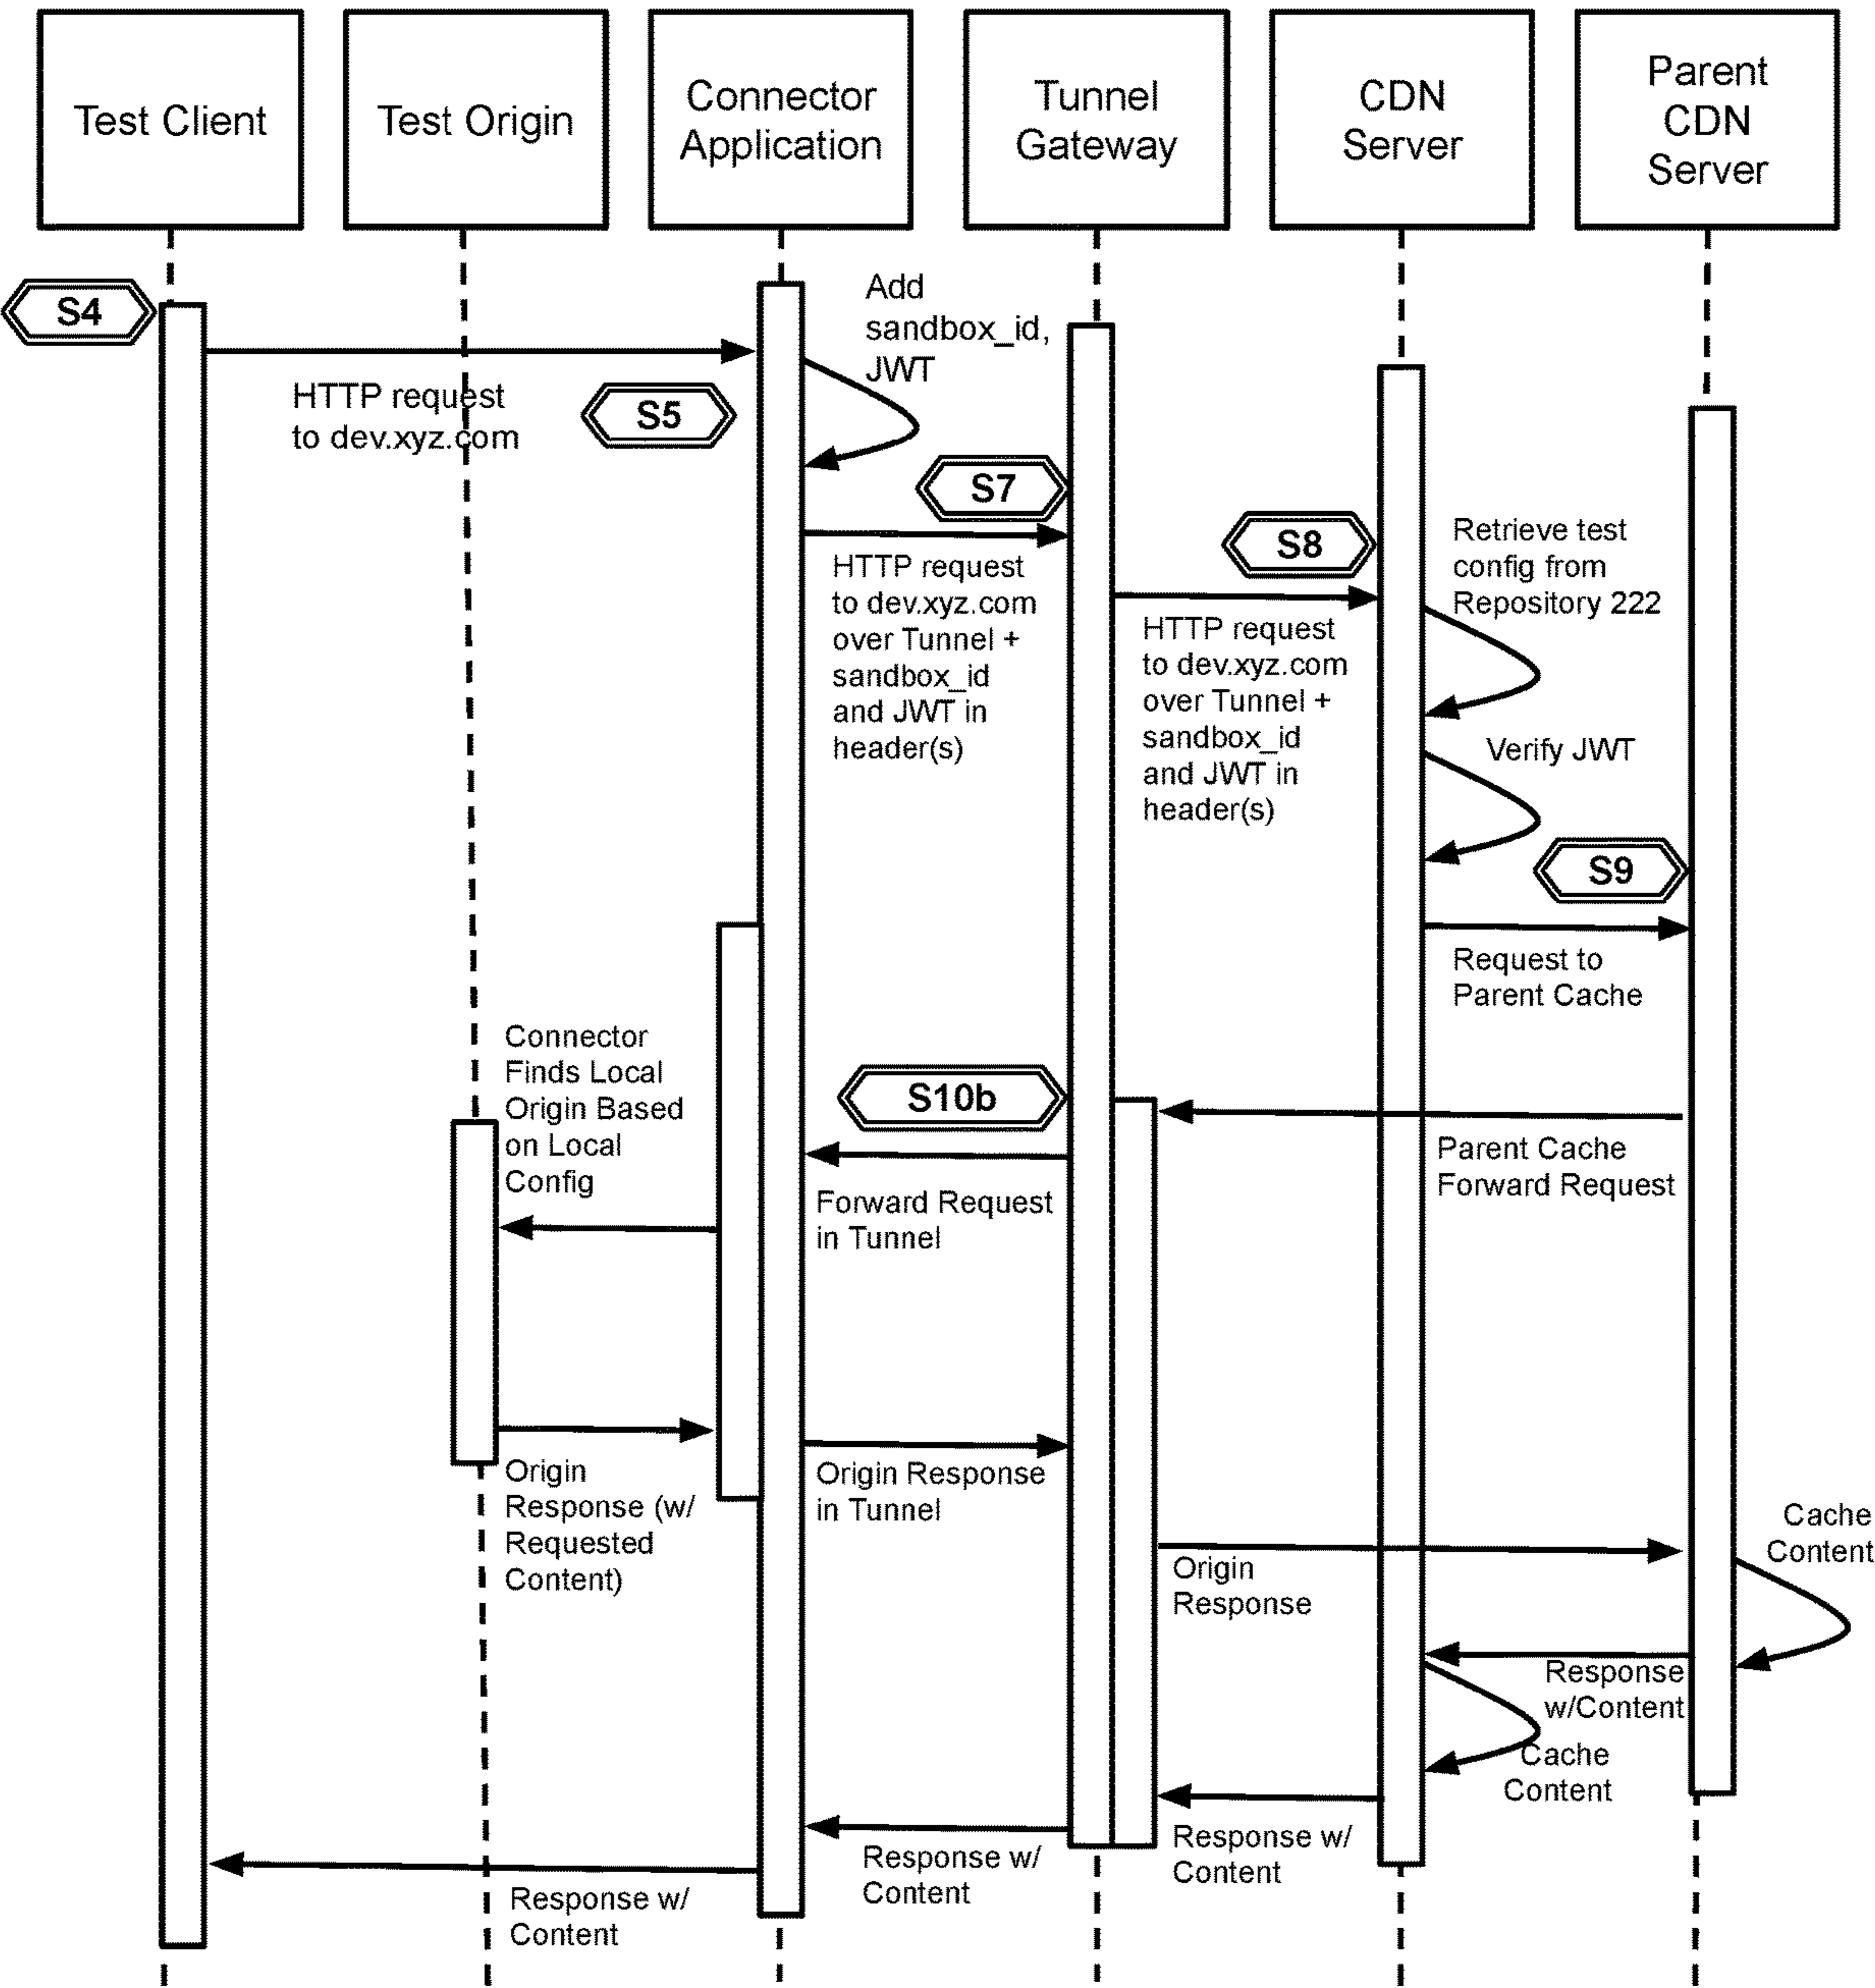 Test Client
Test Origin
Connector
Application
Tunnel
Gateway
CDN
Server
Parent
CDN
Server
S4
HTTP request
to dev.xyz.com
S5
Add
sandbox_id,
JWT
S7
HTTP request
to dev.xyz.com
over Tunnel +
sandbox_id
and JWT in
header(s)
S8
HTTP request
to dev.xyz.com
over Tunnel +
sandbox_id
and JWT in
header(s)
Retrieve test
config from
Repository 222
Verify JWT
S9
Request to
Parent Cache
Parent Cache
Forward Request
S10b
Forward Request
in Tunnel
Connector
Finds Local
Origin Based
on Local
Config
Origin
Response (w/
Requested
Content)
Origin Response
in Tunnel
Origin
Response
Cache
Content
Response
w/Content
Cache
Content
Response w/
Content
Response w/
Content
Response w/
Content